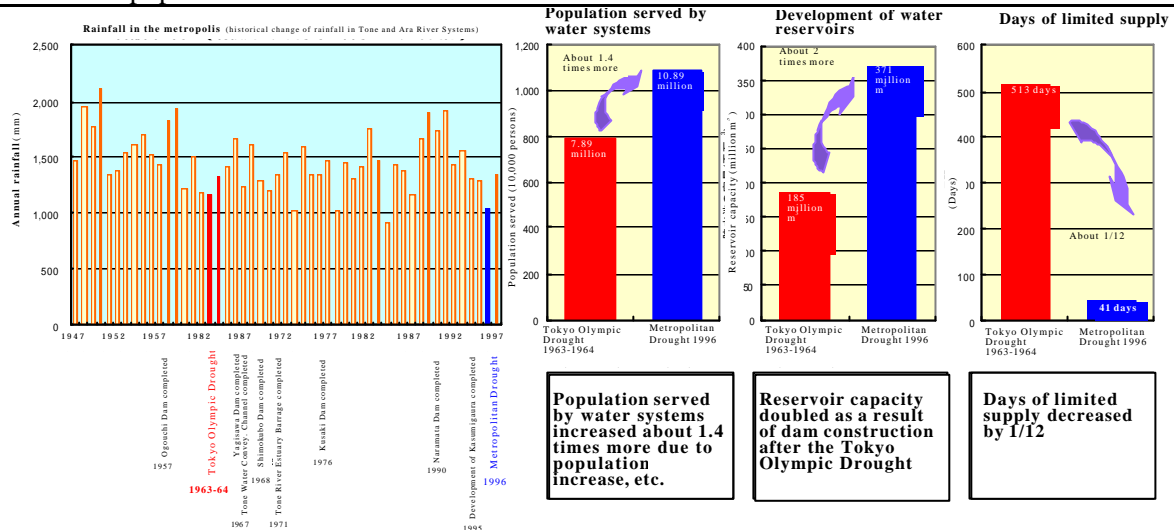 Rainfall in the metropolis (historical change of rainfall in Tone and Ara River Systems)
Annual rainfall (mm)
2,500
2,000
1,500
1,000
500
0
1947
1952
1957
1962
1982
1987
1972
1977
1982
1987
1992
1997
Ogouchi Dam completed
1957
Tokyo Olympic Drought
1963-64
Yagisawa Dam completed
Tone Water Convey. Channel completed
1967
Shimokubo Dam completed
1968
Tone River Estuary Barrage completed
1971
Kusaki Dam completed
1976
Naramata Dam completed
1990
Development of Kasumigaura completed
1995
Metropolitan Drought
1996
Population served by
water systems
Population served (10,000 persons)
1,200
1,000
800
600
400
200
0
About 1.4
times more
7.89
million
10.89
million
Tokyo Olympic
Drought
1963-1964
Metropolitan
Drought 1996
Population served
by water systems
increased about 1.4
times more due to
population
increase, etc.
Development of water
reservoirs
Reservoir capacity (million m³)
400
350
50
0
About 2
times more
185
million
m
371
million
m
Tokyo Olympic
Drought
1963-1964
Metropolitan
Drought 1996
Reservoir capacity
doubled as a result
of dam construction
after the Tokyo
Olympic Drought
Days of limited supply
(Days)
600
500
400
300
200
100
0
513 days
About 1/12
41 days
Tokyo Olympic
Drought
1963-1964
Metropolitan
Drought 1996
Days of limited
supply decreased
by 1/12